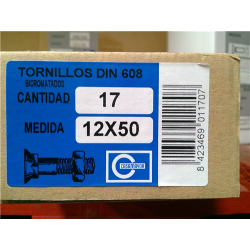 TORNILLOS DIN 608
BICROMATADOS
CANTIDAD 17
MEDIDA 12X50
8 423469 011707